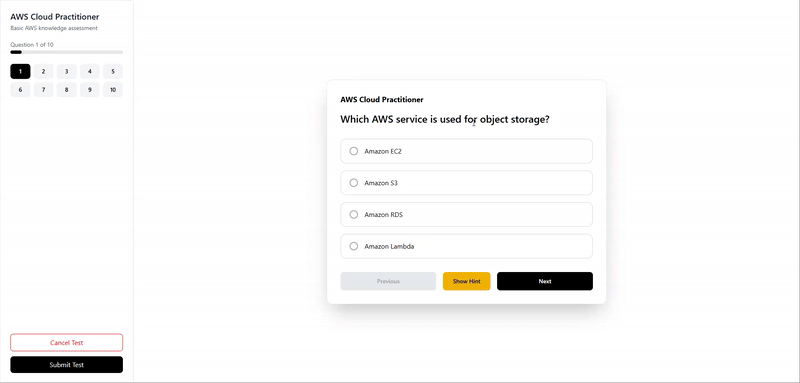 AWS Cloud Practitioner
Basic AWS knowledge assessment
Question 1 of 10
1 2 3 4 5
6 7 8 9 10
AWS Cloud Practitioner
Which AWS service is used for object storage?
Amazon EC2
Amazon S3
Amazon RDS
Amazon Lambda
Previous Show Hint Next
Cancel Test
Submit Test